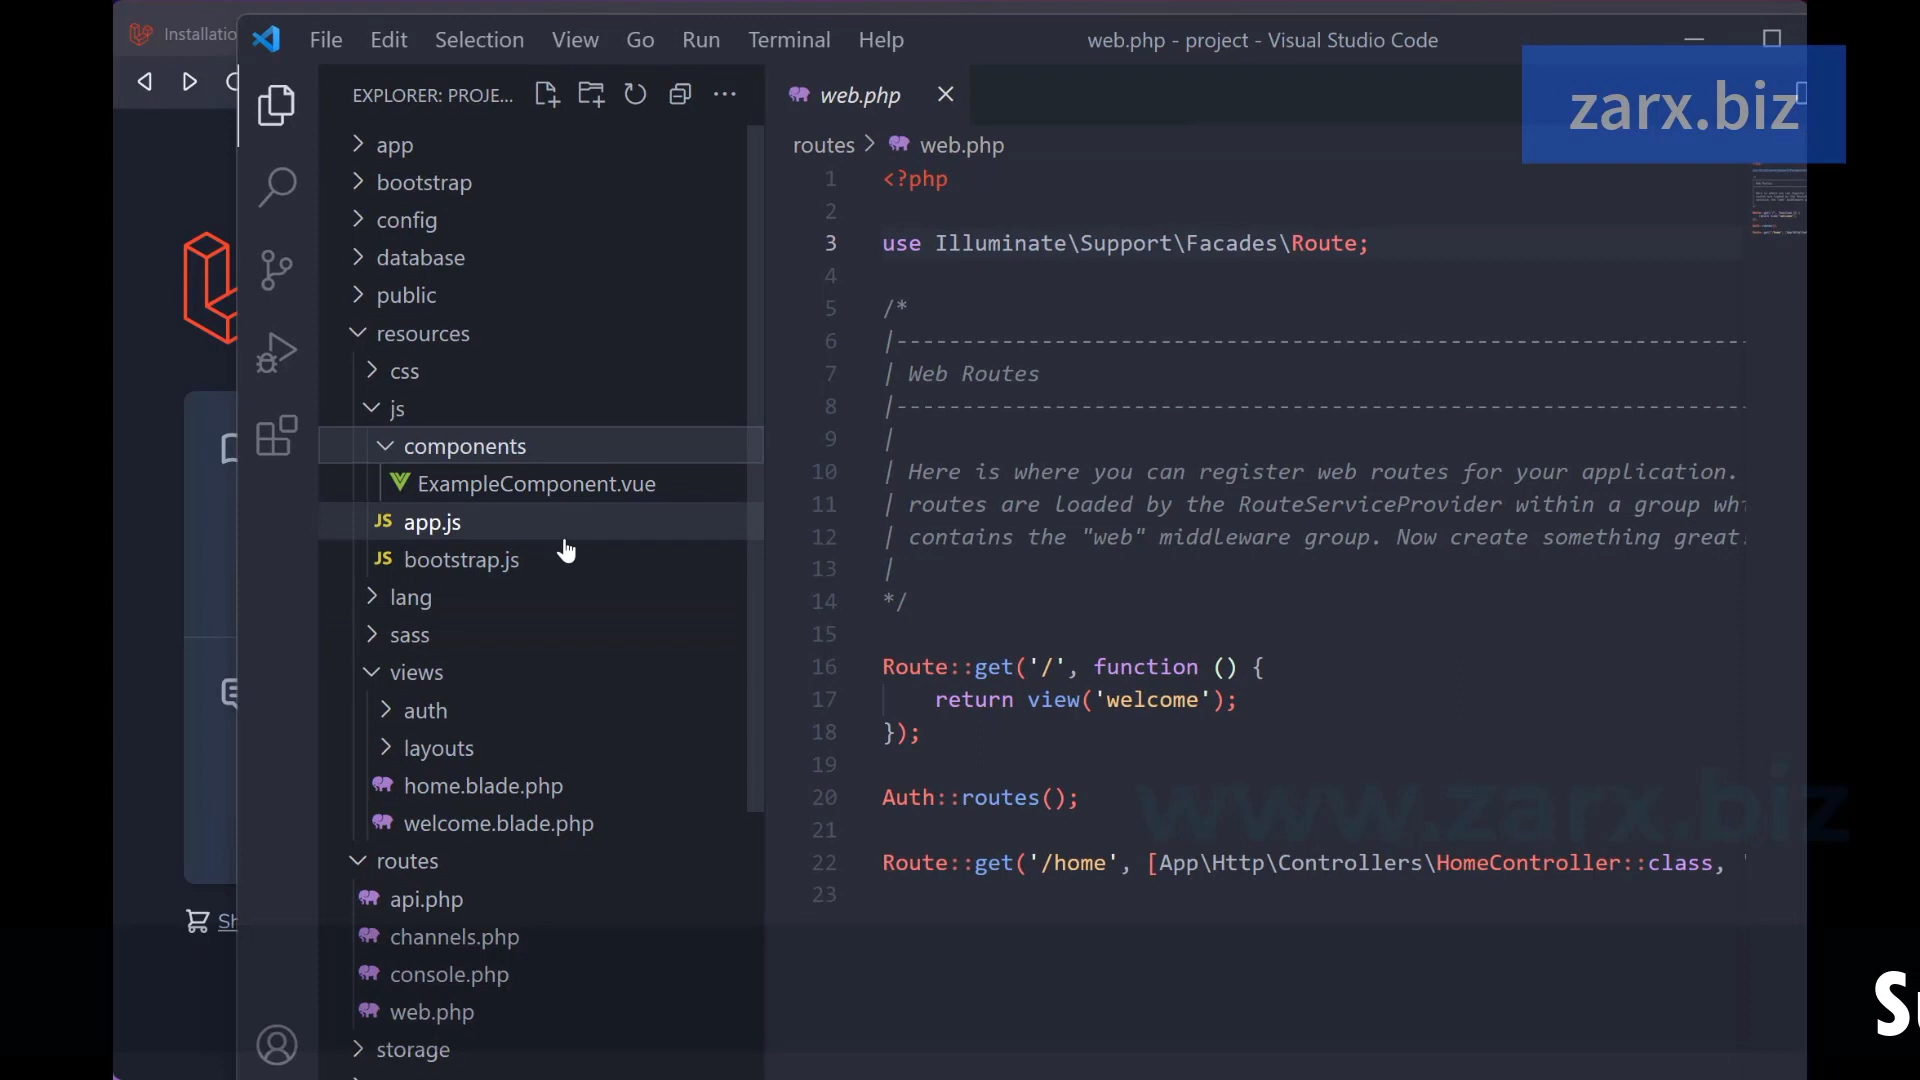 Installatio
File Edit Selection View Go Run Terminal Help
web.php - project - Visual Studio Code
zarx.biz
EXPLORER: PROJE...
app
bootstrap
config
database
public
resources
css
js
components
ExampleComponent.vue
JS app.js
JS bootstrap.js
lang
sass
views
auth
layouts
home.blade.php
welcome.blade.php
routes
api.php
channels.php
console.php
web.php
storage
web.php
routes > web.php
1 <?php
2
3 use Illuminate\Support\Facades\Route;
4
5 /*
6 |--------------------------------------------------------------------------
7 | Web Routes
8 |--------------------------------------------------------------------------
9 |
10 | Here is where you can register web routes for your application.
11 | routes are loaded by the RouteServiceProvider within a group whi
12 | contains the "web" middleware group. Now create something great!
13 |
14 */
15
16 Route::get('/', function () {
17 return view('welcome');
18 });
19
20 Auth::routes();
21
22 Route::get('/home', [App\Http\Controllers\HomeController::class, '
23
www.zarx.biz
Sh
Su